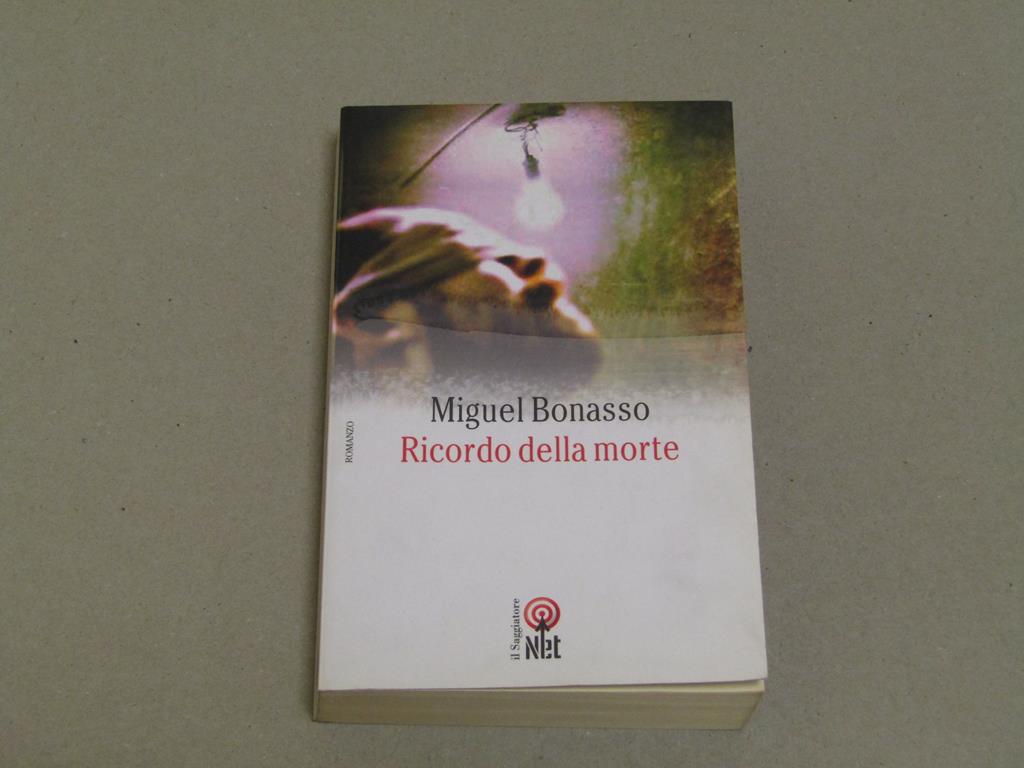 Miguel Bonasso
Ricordo della morte
ROMANZO
il Saggiatore
Net